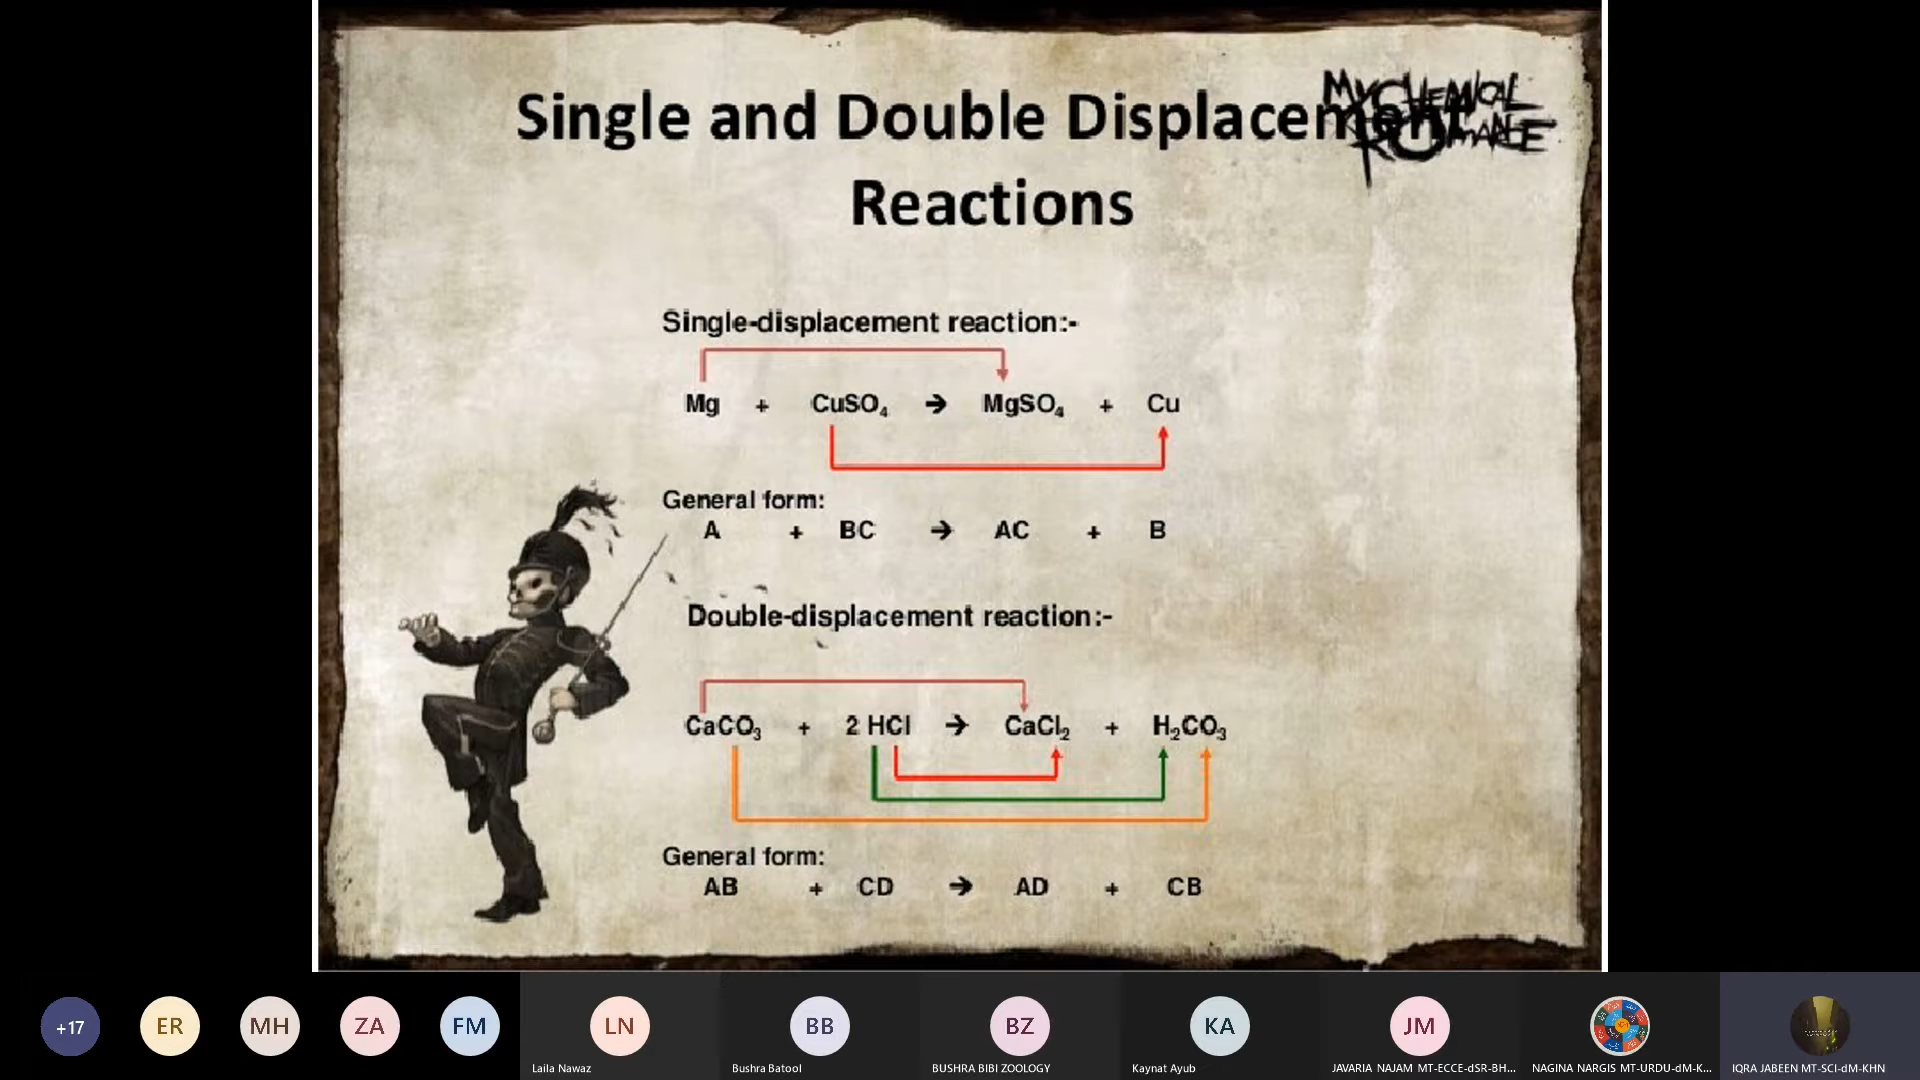 Single and Double Displacement
Reactions
MY CHEMICAL
ROMANCE
Single-displacement reaction:-
Mg + CuSO₄ → MgSO₄ + Cu
General form:
A + BC → AC + B
Double-displacement reaction:-
CaCO₃ + 2 HCl → CaCl₂ + H₂CO₃
General form:
AB + CD → AD + CB
+17 ER MH ZA FM LN BB BZ KA JM
Laila Nawaz Bushra Batool BUSHRA BIBI ZOOLOGY Kaynat Ayub JAVARIA NAJAM MT-ECCE-dSR-BH... NAGINA NARGIS MT-URDU-dM-K... IQRA JABEEN MT-SCI-dM-KHN